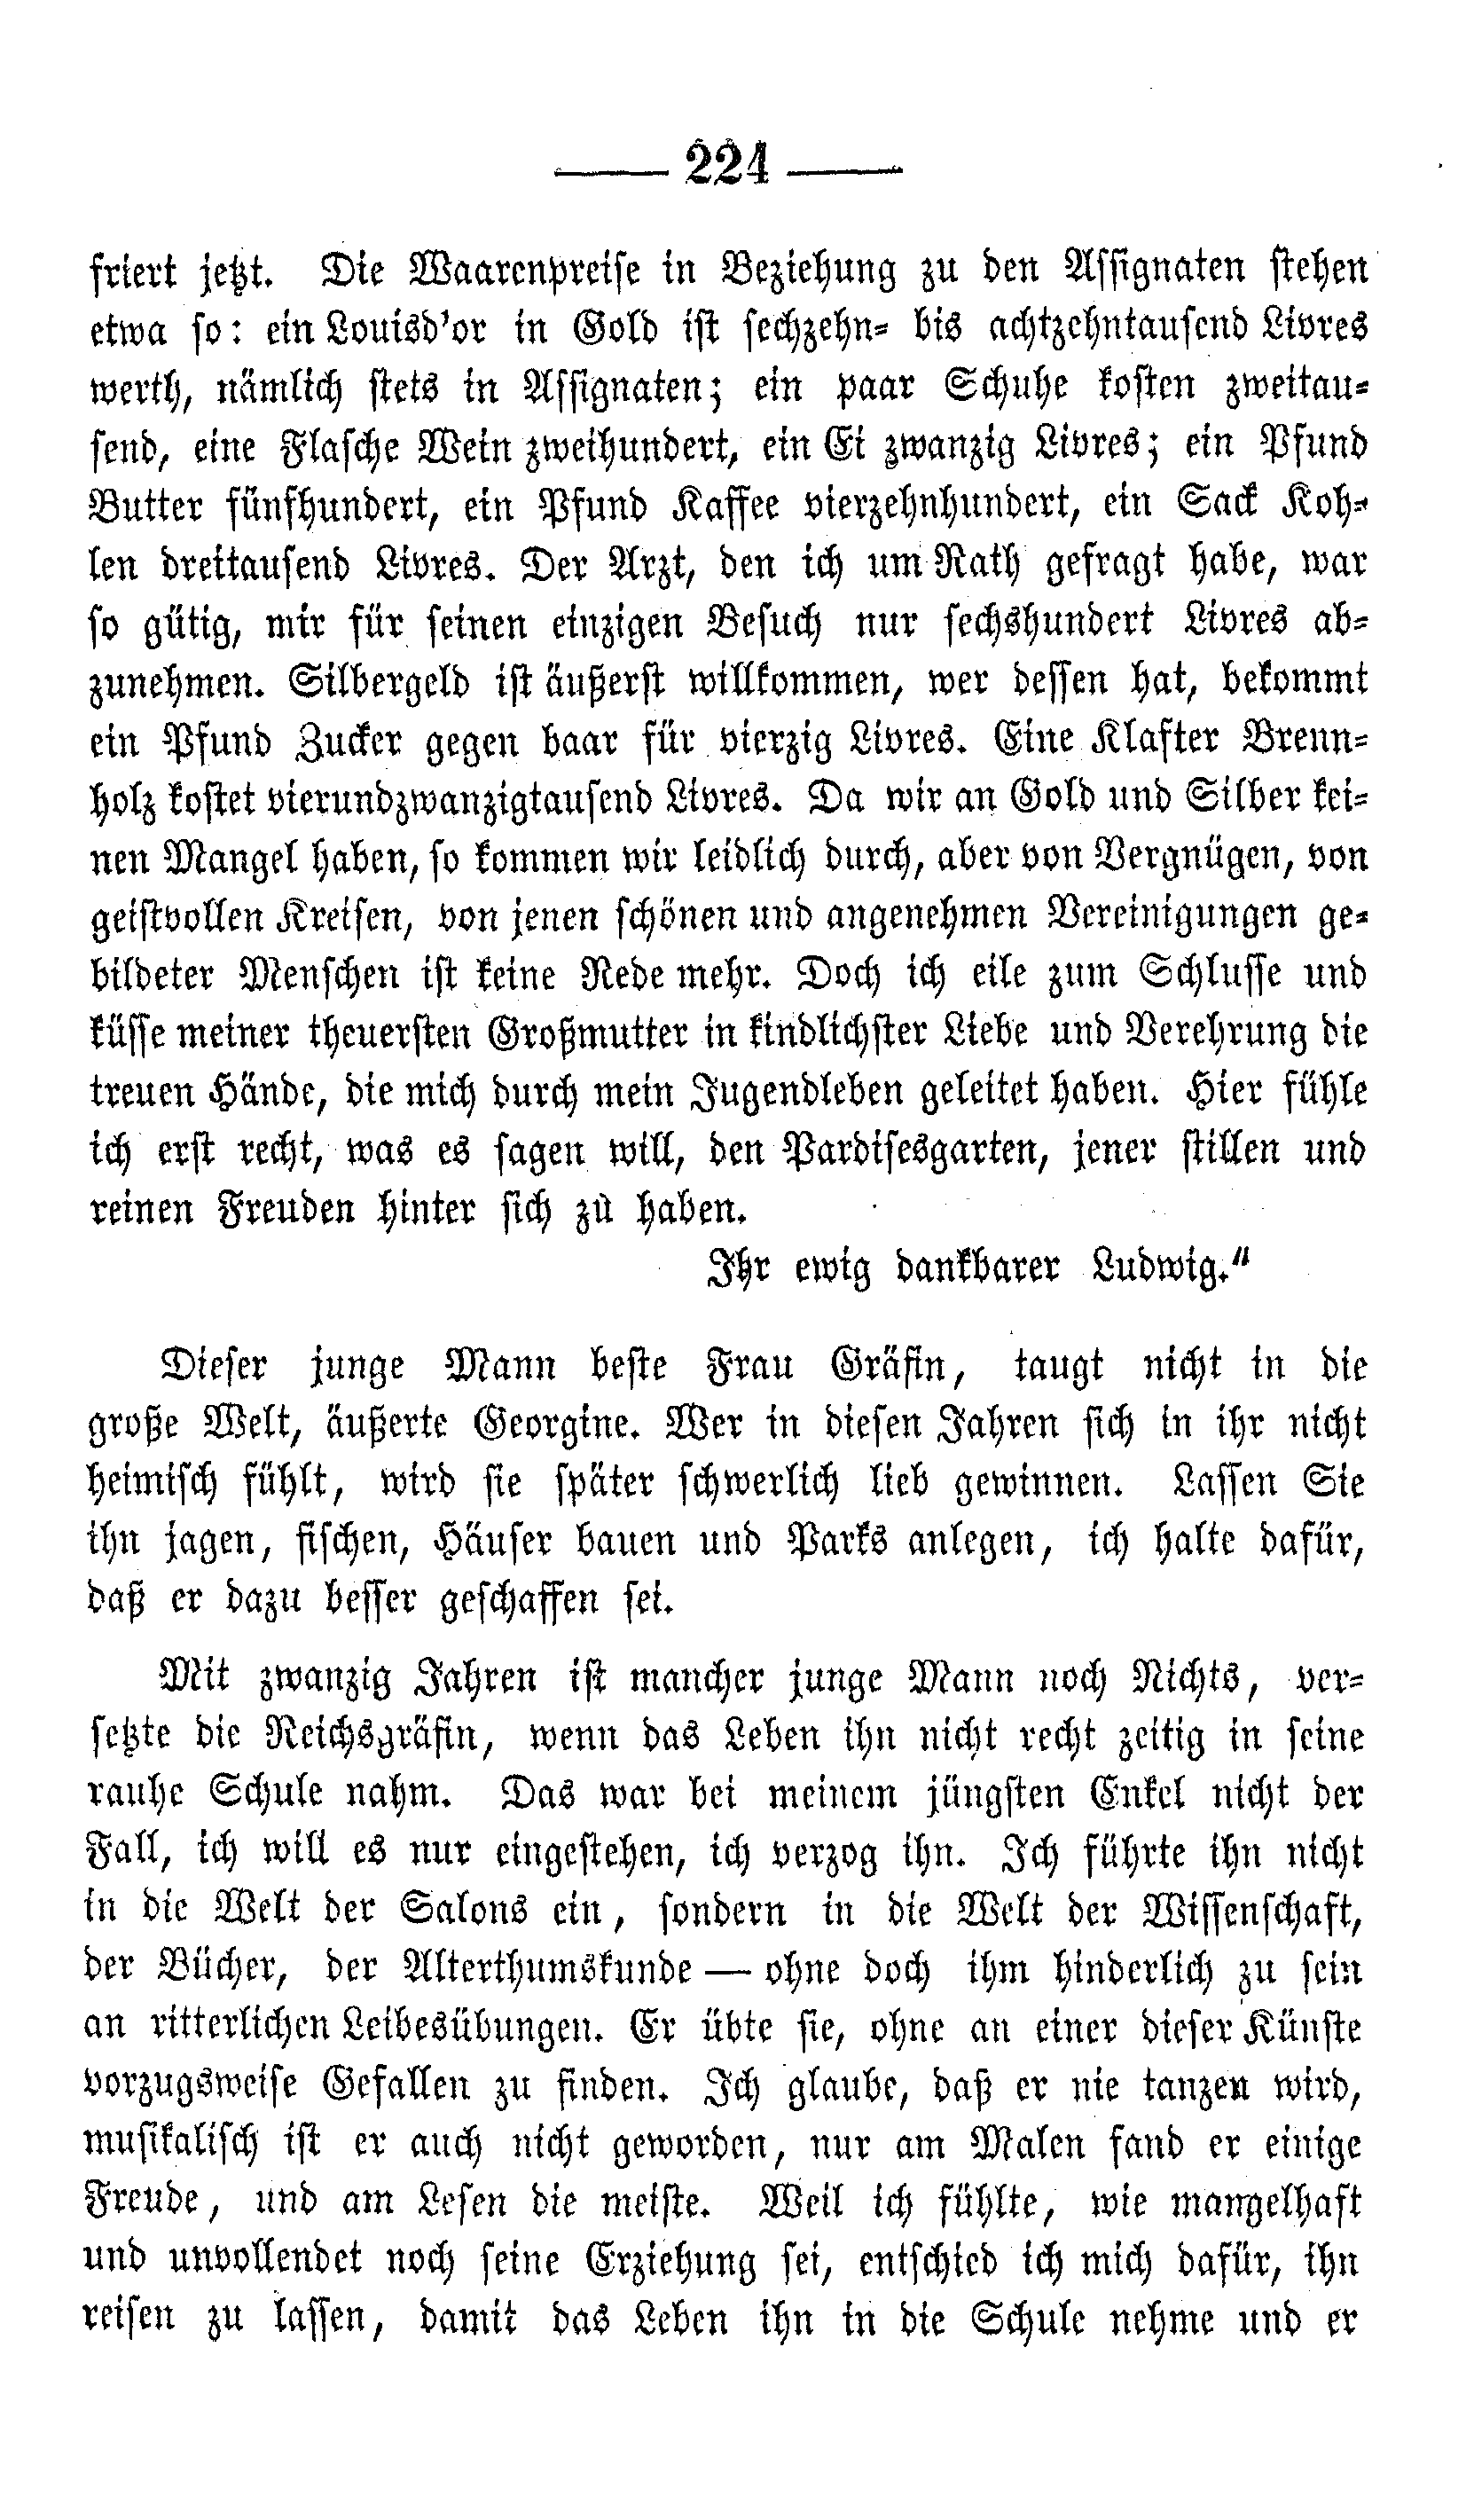 — 224 —
friert jetzt. Die Waarenpreise in Beziehung zu den Assignaten stehen
etwa so: ein Louisd'or in Gold ist sechzehn- bis achtzehntausend Livres
werth, nämlich stets in Assignaten; ein paar Schuhe kosten zweitau-
send, eine Flasche Wein zweihundert, ein Ei zwanzig Livres; ein Pfund
Butter fünfhundert, ein Pfund Kaffee vierzehnhundert, ein Sack Koh-
len dreitausend Livres. Der Arzt, den ich um Rath gefragt habe, war
so gütig, mir für seinen einzigen Besuch nur sechshundert Livres ab-
zunehmen. Silbergeld ist äußerst willkommen, wer dessen hat, bekommt
ein Pfund Zucker gegen baar für vierzig Livres. Eine Klafter Brenn-
holz kostet vierundzwanzigtausend Livres. Da wir an Gold und Silber kei-
nen Mangel haben, so kommen wir leidlich durch, aber von Vergnügen, von
geistvollen Kreisen, von jenen schönen und angenehmen Vereinigungen ge-
bildeter Menschen ist keine Rede mehr. Doch ich eile zum Schlusse und
küsse meiner theuersten Großmutter in kindlichster Liebe und Verehrung die
treuen Hände, die mich durch mein Jugendleben geleitet haben. Hier fühle
ich erst recht, was es sagen will, den Pardisesgarten, jener stillen und
reinen Freuden hinter sich zu haben.
Ihr ewig dankbarer Ludwig."
Dieser junge Mann beste Frau Gräfin, taugt nicht in die
große Welt, äußerte Georgine. Wer in diesen Jahren sich in ihr nicht
heimisch fühlt, wird sie später schwerlich lieb gewinnen. Lassen Sie
ihn jagen, fischen, Häuser bauen und Parks anlegen, ich halte dafür,
daß er dazu besser geschaffen sei.
Mit zwanzig Jahren ist mancher junge Mann noch Nichts, ver-
setzte die Reichsgräfin, wenn das Leben ihn nicht recht zeitig in seine
rauhe Schule nahm. Das war bei meinem jüngsten Enkel nicht der
Fall, ich will es nur eingestehen, ich verzog ihn. Ich führte ihn nicht
in die Welt der Salons ein, sondern in die Welt der Wissenschaft,
der Bücher, der Alterthumskunde — ohne doch ihm hinderlich zu sein
an ritterlichen Leibesübungen. Er übte sie, ohne an einer dieser Künste
vorzugsweise Gefallen zu finden. Ich glaube, daß er nie tanzen wird,
musikalisch ist er auch nicht geworden, nur am Malen fand er einige
Freude, und am Lesen die meiste. Weil ich fühlte, wie mangelhaft
und unvollendet noch seine Erziehung sei, entschied ich mich dafür, ihn
reisen zu lassen, damit das Leben ihn in die Schule nehme und er